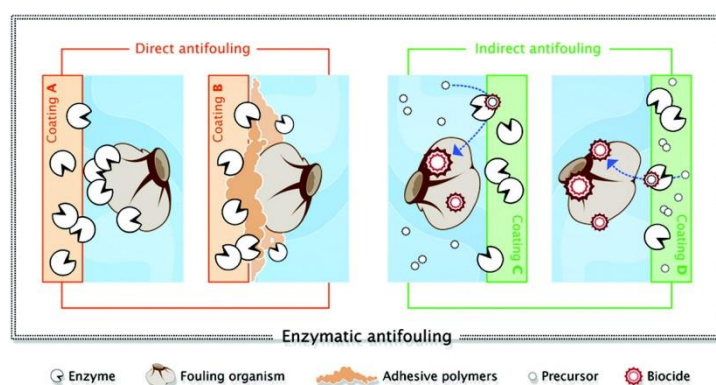 Direct antifouling
Indirect antifouling
Coating A
Coating B
Coating C
Coating D
Enzymatic antifouling
Enzyme
Fouling organism
Adhesive polymers
Precursor
Biocide